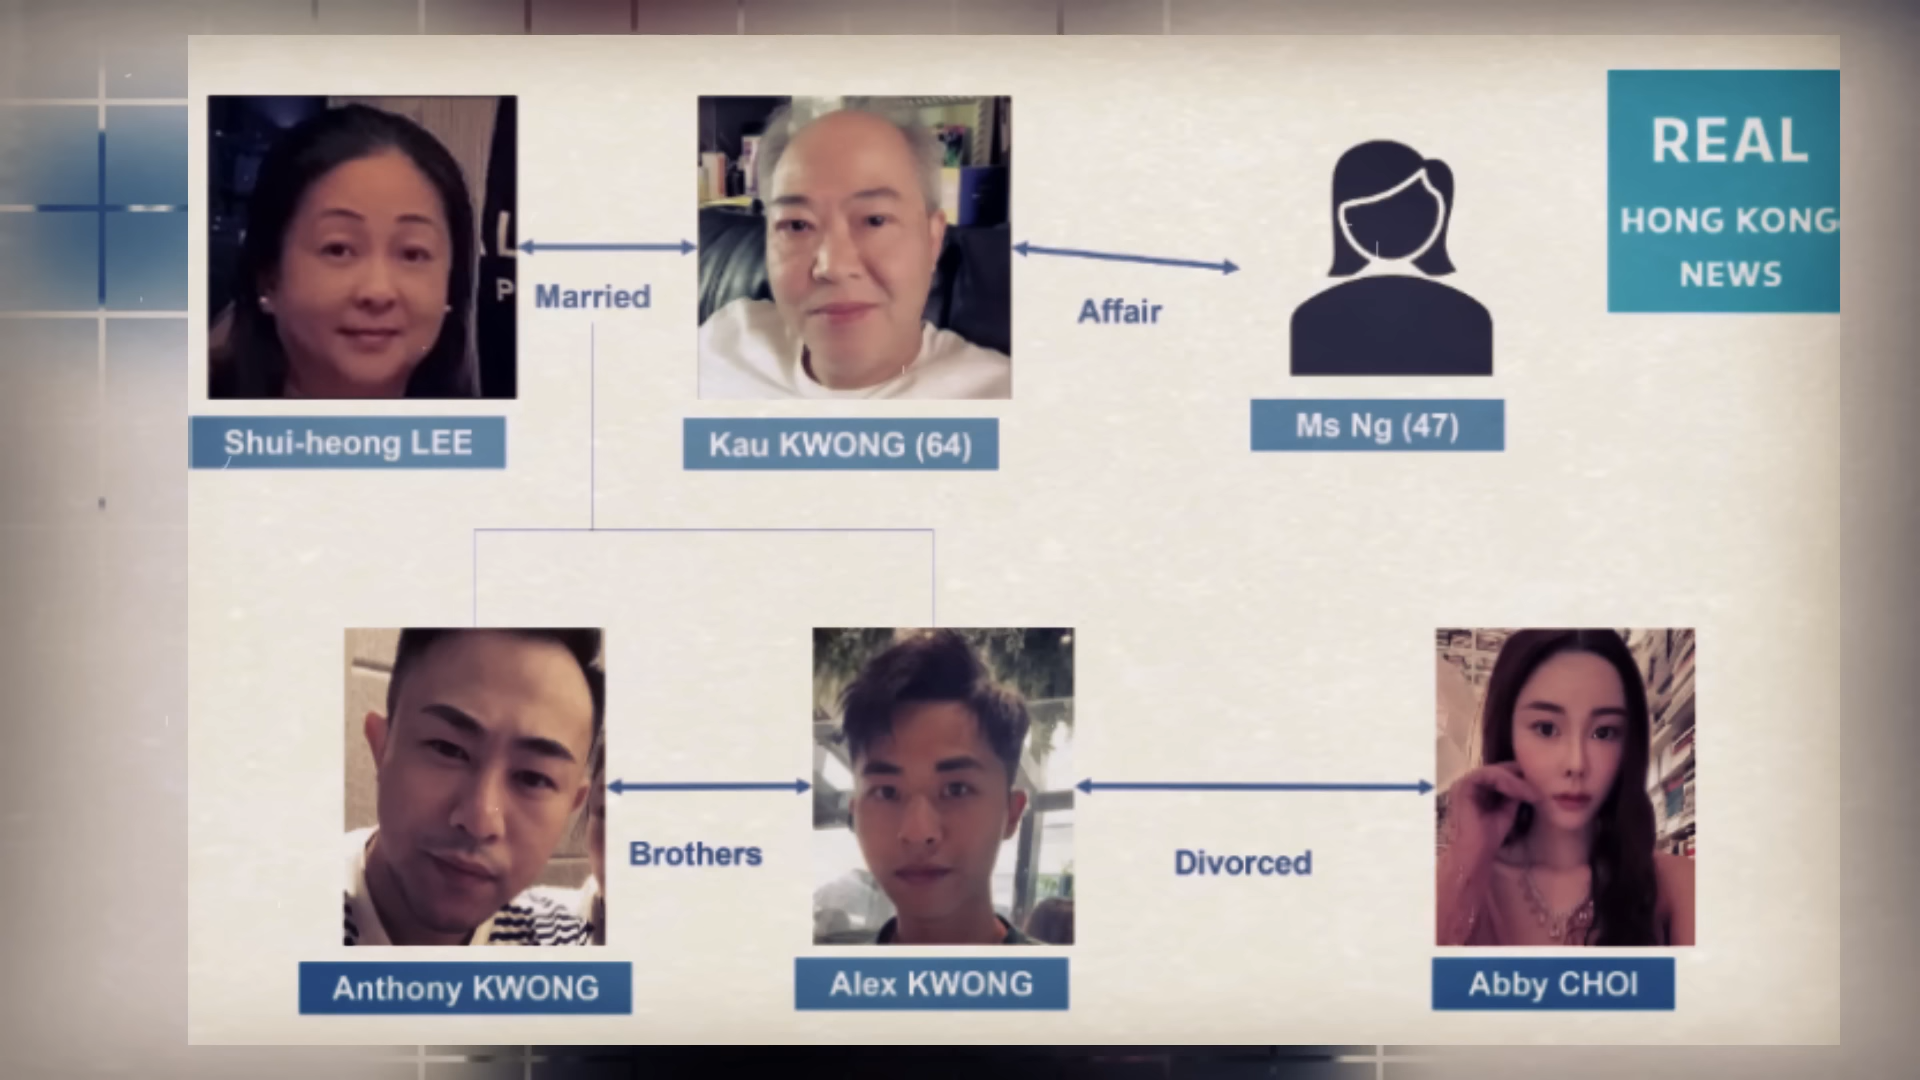 REAL
HONG KONG
NEWS
L
P
Married
Affair
Shui-heong LEE
Kau KWONG (64)
Ms Ng (47)
Brothers
Divorced
Anthony KWONG
Alex KWONG
Abby CHOI